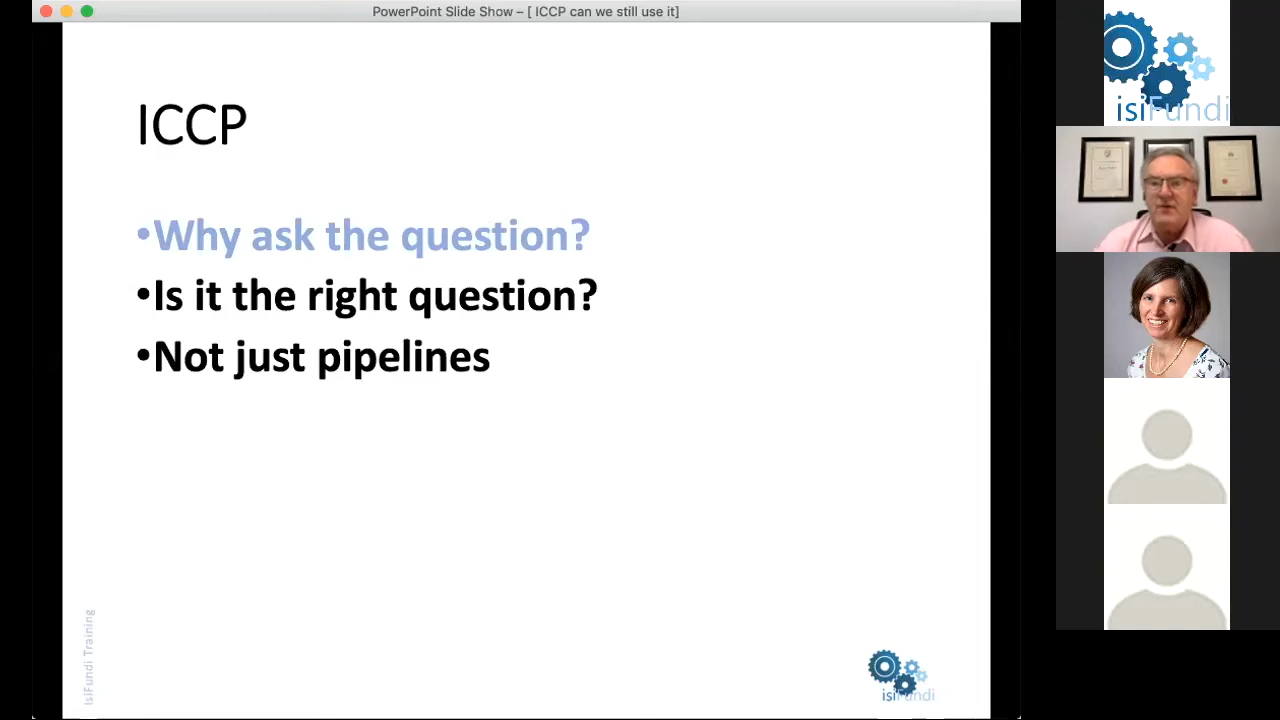 PowerPoint Slide Show – [ ICCP can we still use it]
ICCP
•Why ask the question?
•Is it the right question?
•Not just pipelines
isiFundi Training
isiFundi
isiFundi